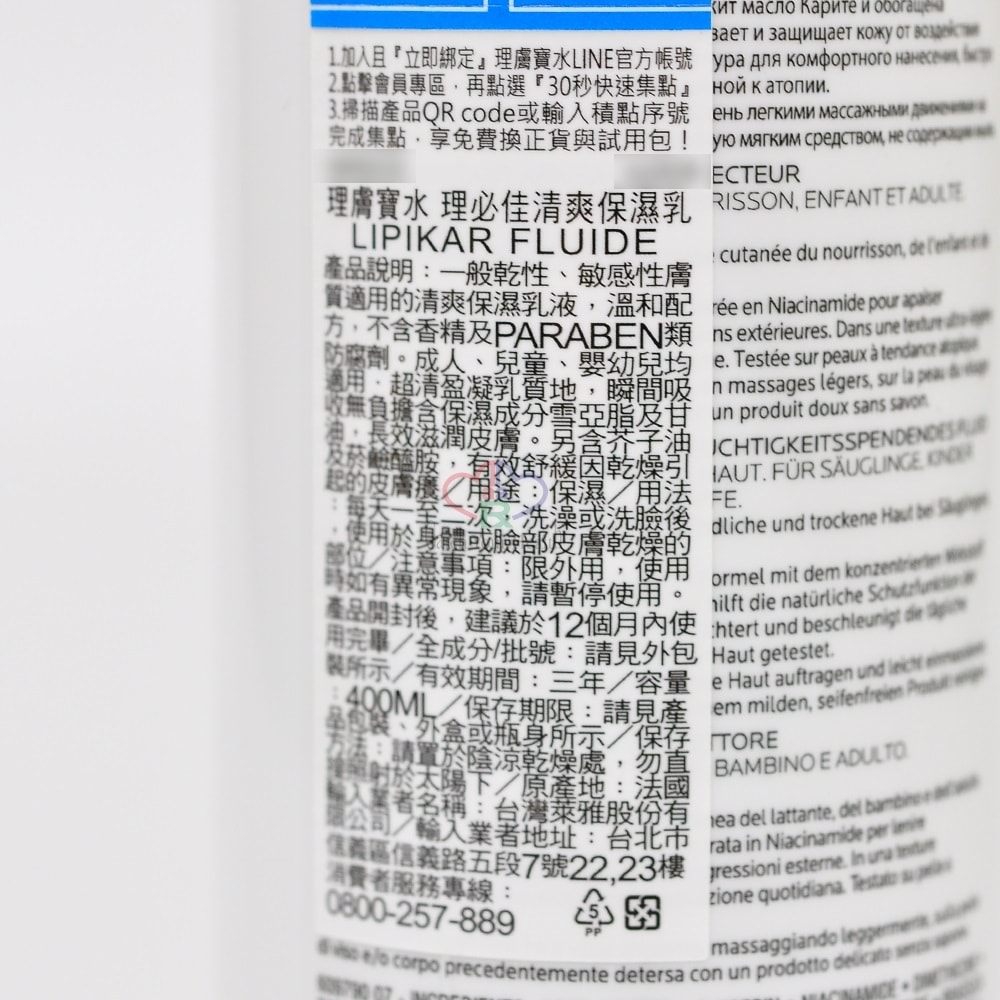 1.加入且『立即綁定』理膚寶水LINE官方帳號
2.點擊會員專區，再點選『30秒快速集點』
3.掃描產品QR code或輸入積點序號
完成集點，享免費換正貨與試用包！
理膚寶水 理必佳清爽保濕乳
LIPIKAR FLUIDE
產品說明：一般乾性、敏感性膚
質適用的清爽保濕乳液，溫和配
方，不含香精及PARABEN類
防腐劑。成人、兒童、嬰幼兒均
適用，超清盈凝乳質地，瞬間吸
收無負擔含保濕成分雪亞脂及甘
油，長效滋潤皮膚。另含芥子油
及菸鹼醯胺，有效舒緩因乾燥引
起的皮膚癢／用途：保濕／用法
：每天一至二次，洗澡或洗臉後
，使用於身體或臉部皮膚乾燥的
部位／注意事項：限外用，使用
時如有異常現象，請暫停使用。
產品開封後，建議於12個月內使
用完畢／全成分/批號：請見外包
裝所示／有效期間：三年／容量
：400ML／保存期限：請見產
品包裝、外盒或瓶身所示／保存
方法：請置於陰涼乾燥處，勿直
接照射於太陽下／原產地：法國
輸入業者名稱：台灣萊雅股份有
限公司／輸入業者地址：台北市
信義區信義路五段7號22,23樓
消費者服務專線：
0800-257-889
5
PP
кит масло Карите и обогащена
вает и защищает кожу от воздействия
ура для комфортного нанесения,
ной к атопии.
ень легкими массажными движениями
ую мягким средством, не содержащим
ECTEUR
RISSON, ENFANT ET ADULTE
cutanée du nourrisson, de l'enfant et
rée en Niacinamide pour apaiser
ns extérieures. Dans une texture
e. Testée sur peaux à tendance atopique
n massages légers, sur la peau du visage
un produit doux sans savon.
UCHTIGKEITSSPENDENDES FLUID
HAUT. FÜR SÄUGLINGE, KINDER
FE.
dliche und trockene Haut bei Säuglingen
ormel mit dem konzentrierten Wirkstoff
hilft die natürliche Schutzfunktion der
chtert und beschleunigt die tägliche
Haut getestet.
e Haut auftragen und leicht einmassieren
em milden, seifenfreien Produkt reinigen
TTORE
BAMBINO E ADULTO.
nea del lattante, del bambino e dell'adulto
rata in Niacinamide per lenire
gressioni esterne. In una texture
zione quotidiana. Testato su pelle a
massaggiando leggermente, sulla pelle
di viso e/o corpo precedentemente detersa con un prodotto delicato senza sapone